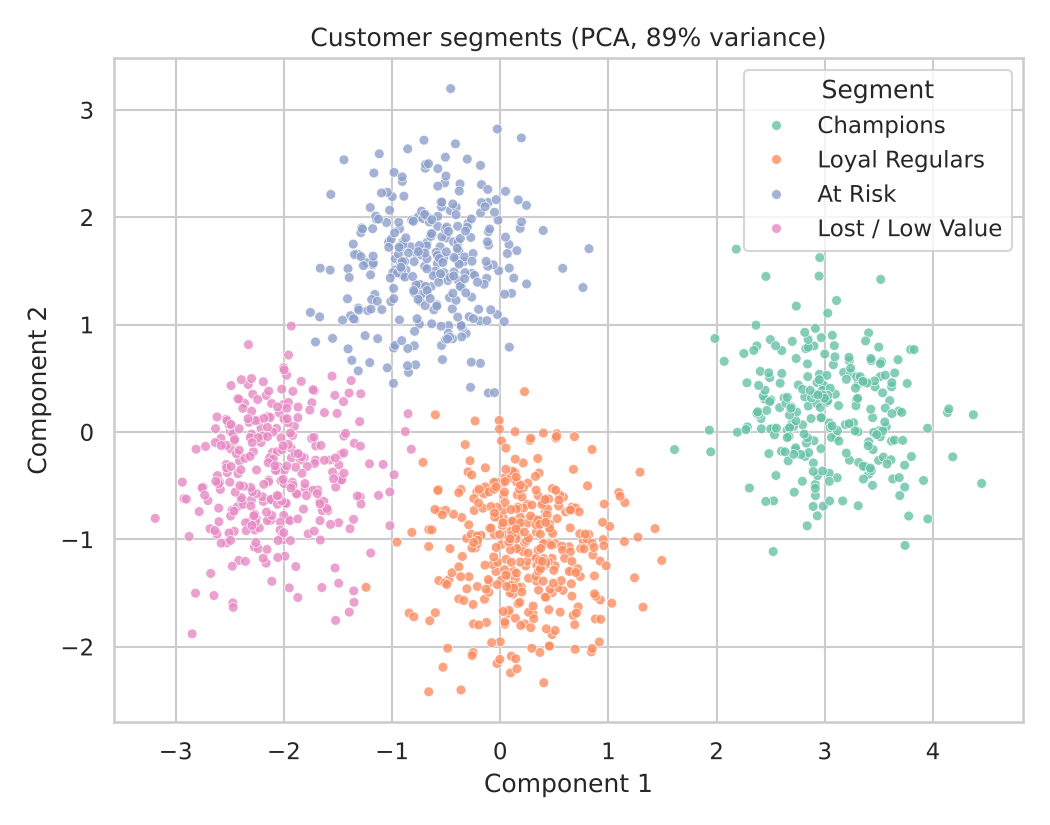 Customer segments (PCA, 89% variance)
Segment
Champions
Loyal Regulars
At Risk
Lost / Low Value
3
2
1
0
−1
−2
Component 2
−3 −2 −1 0 1 2 3 4
Component 1